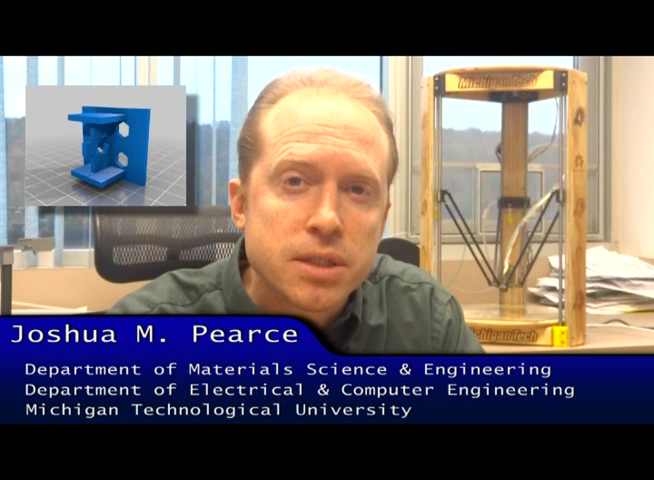 MichiganTech
MichiganTech
Joshua M. Pearce
Department of Materials Science & Engineering
Department of Electrical & Computer Engineering
Michigan Technological University